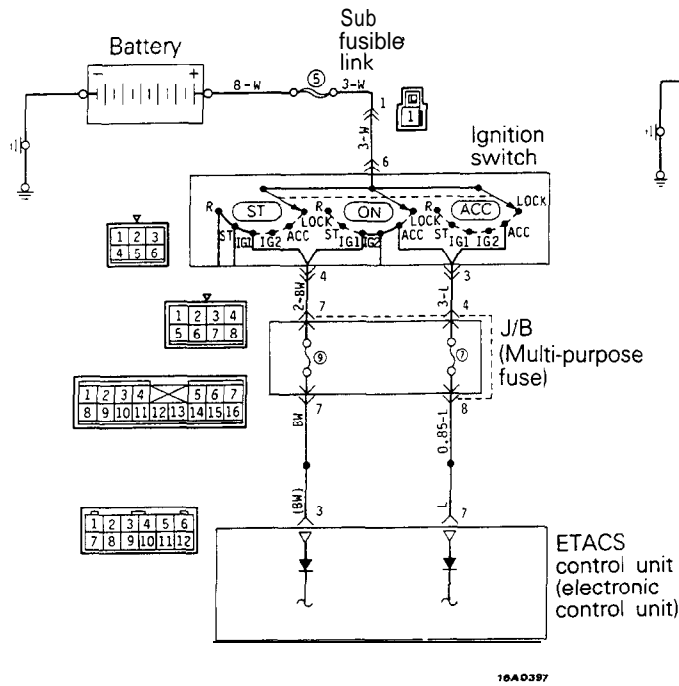 Battery
Sub
fusible
link
- +
8-W
5
3-W
1
1
3-W
6
Ignition
switch
R ST LOCK
R ON LOCK
R ACC LOCK
ST IG1 IG2 ACC
ST IG1 IG2 ACC
ST IG1 IG2 ACC
1 2 3
4 5 6
4
3
2-BW
3-L
7
4
1 2 3 4
5 6 7 8
9
7
J/B
(Multi-purpose
fuse)
1 2 3 4 5 6 7
8 9 10 11 12 13 14 15 16
7
8
BW
0.85-L
(BW)
L
3
7
1 2 3 4 5 6
7 8 9 10 11 12
ETACS
control unit
(electronic
control unit)
16A0397